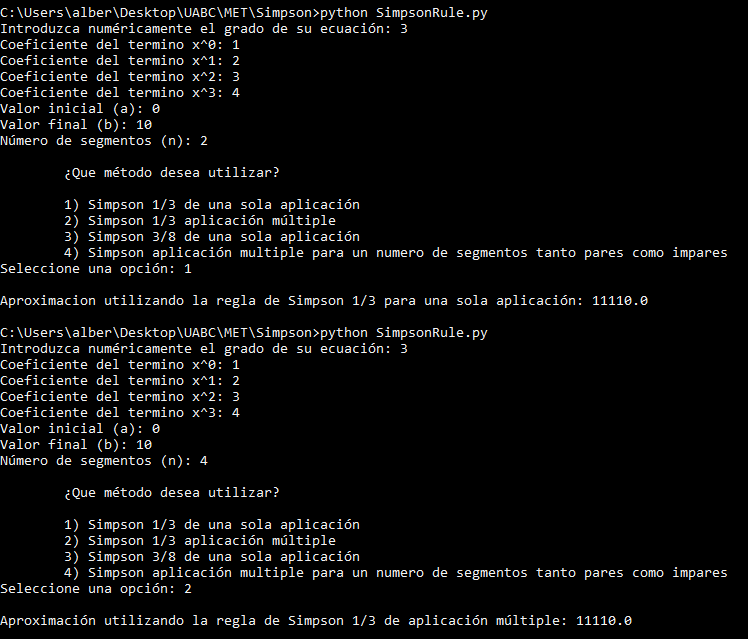 C:\Users\alber\Desktop\UABC\MET\Simpson>python SimpsonRule.py
Introduzca numéricamente el grado de su ecuación: 3
Coeficiente del termino x^0: 1
Coeficiente del termino x^1: 2
Coeficiente del termino x^2: 3
Coeficiente del termino x^3: 4
Valor inicial (a): 0
Valor final (b): 10
Número de segmentos (n): 2
¿Que método desea utilizar?
1) Simpson 1/3 de una sola aplicación
2) Simpson 1/3 aplicación múltiple
3) Simpson 3/8 de una sola aplicación
4) Simpson aplicación multiple para un numero de segmentos tanto pares como impares
Seleccione una opción: 1
Aproximacion utilizando la regla de Simpson 1/3 para una sola aplicación: 11110.0
C:\Users\alber\Desktop\UABC\MET\Simpson>python SimpsonRule.py
Introduzca numéricamente el grado de su ecuación: 3
Coeficiente del termino x^0: 1
Coeficiente del termino x^1: 2
Coeficiente del termino x^2: 3
Coeficiente del termino x^3: 4
Valor inicial (a): 0
Valor final (b): 10
Número de segmentos (n): 4
¿Que método desea utilizar?
1) Simpson 1/3 de una sola aplicación
2) Simpson 1/3 aplicación múltiple
3) Simpson 3/8 de una sola aplicación
4) Simpson aplicación multiple para un numero de segmentos tanto pares como impares
Seleccione una opción: 2
Aproximación utilizando la regla de Simpson 1/3 de aplicación múltiple: 11110.0